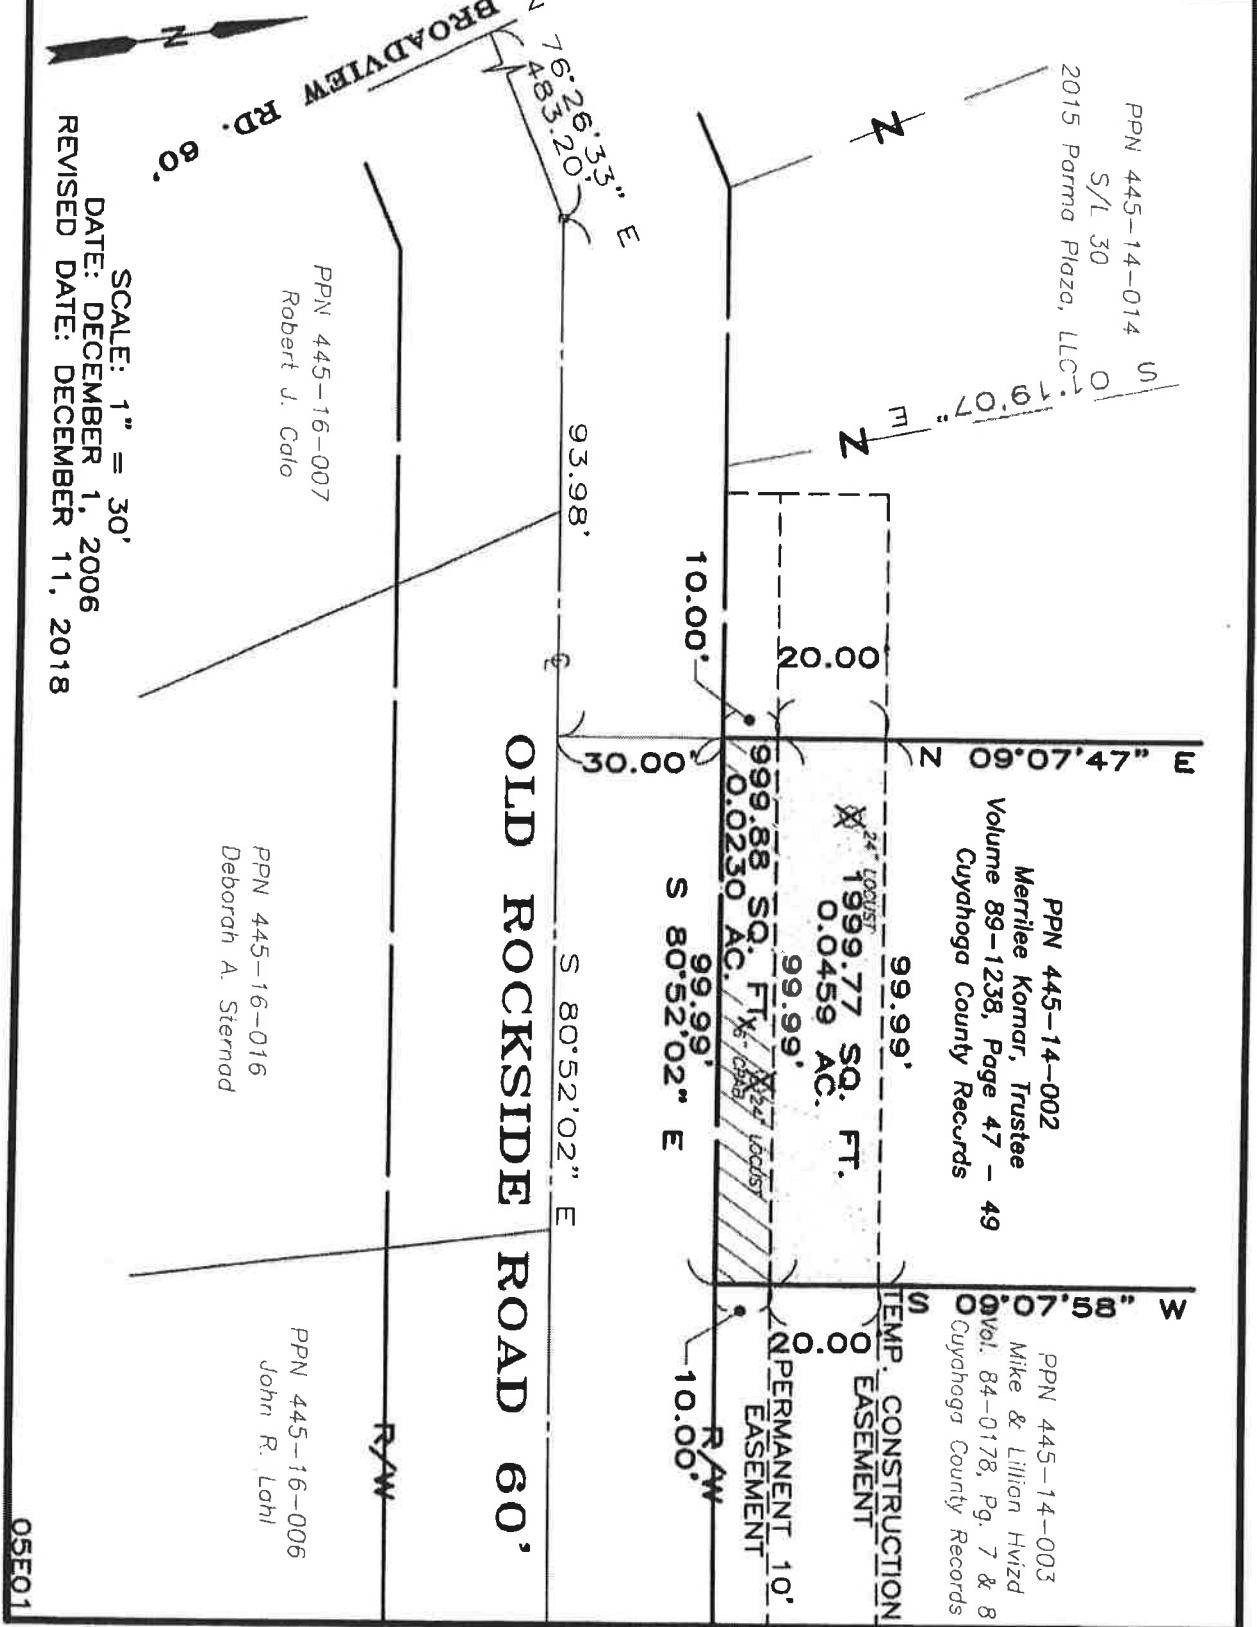 PPN 445-14-014
S/L 30
2015 Parma Plaza, LLC
S 0
1°19'07" E
N
N
N
76°26'33" E
483.20'
BROADVIEW RD. 60'
N
93.98'
10.00'
20.00'
30.00'
N 09°07'47" E
PPN 445-14-002
Merrilee Komar, Trustee
Volume 89-1238, Page 47 - 49
Cuyahoga County Records
99.99'
24" LOCUST
1999.77 SQ. FT.
0.0459 AC.
99.99'
999.88 SQ. FT.
0.0230 AC.
6" CRAB
24" LOCUST
99.99'
S 80°52'02" E
S 09°07'58" W
PPN 445-14-003
Mike & Lillian Hvizd
Vol. 84-0178, Pg. 7 & 8
Cuyahoga County Records
TEMP. CONSTRUCTION
EASEMENT
20.00'
PERMANENT 10'
EASEMENT
10.00'
R/W
S 80°52'02" E
OLD ROCKSIDE ROAD 60'
R/W
PPN 445-16-007
Robert J. Calo
PPN 445-16-016
Deborah A. Sternad
PPN 445-16-006
John R. Lahl
SCALE: 1" = 30'
DATE: DECEMBER 1, 2006
REVISED DATE: DECEMBER 11, 2018
05E01